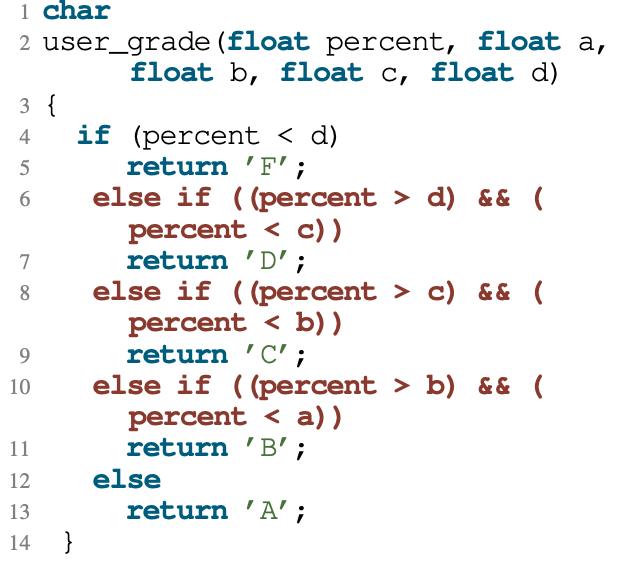 1 char
2 user_grade(float percent, float a,
float b, float c, float d)
3 {
4 if (percent < d)
5 return 'F';
6 else if ((percent > d) && (
percent < c))
7 return 'D';
8 else if ((percent > c) && (
percent < b))
9 return 'C';
10 else if ((percent > b) && (
percent < a))
11 return 'B';
12 else
13 return 'A';
14 }